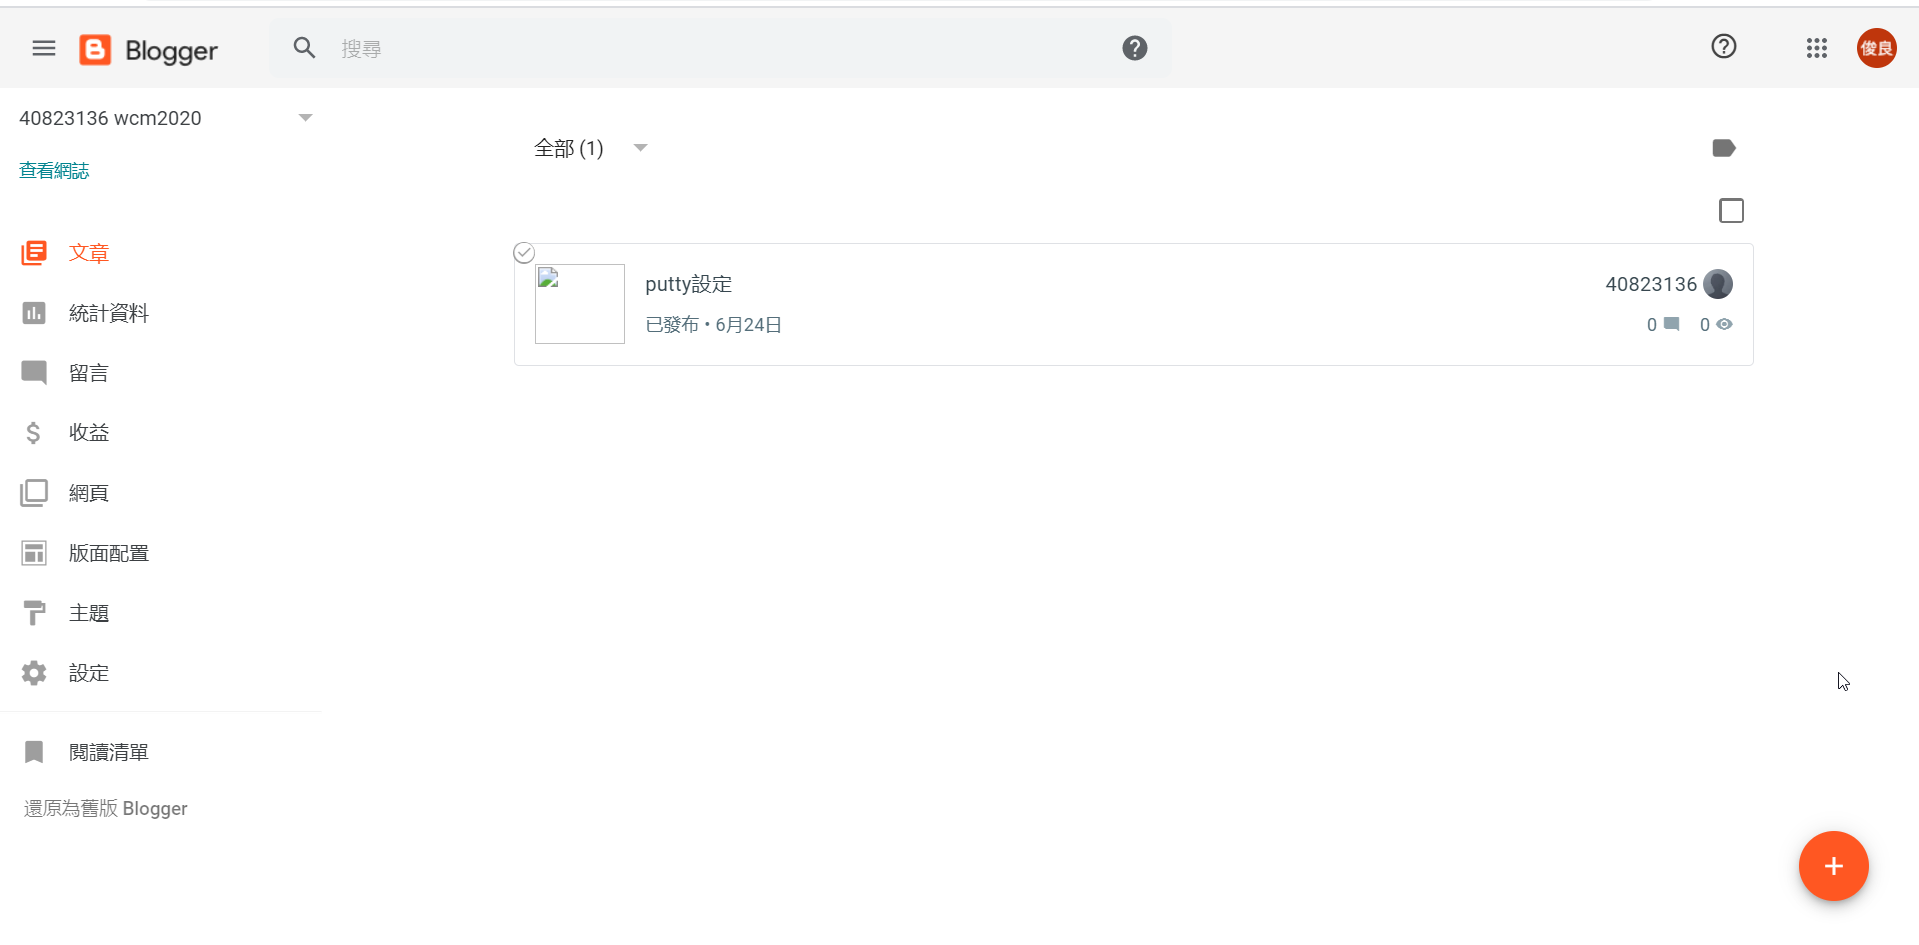 Blogger
搜尋
俊良
40823136 wcm2020
查看網誌
全部 (1)
文章
統計資料
留言
收益
網頁
版面配置
主題
設定
閱讀清單
還原為舊版 Blogger
putty設定
40823136
已發布 • 6月24日
0
0